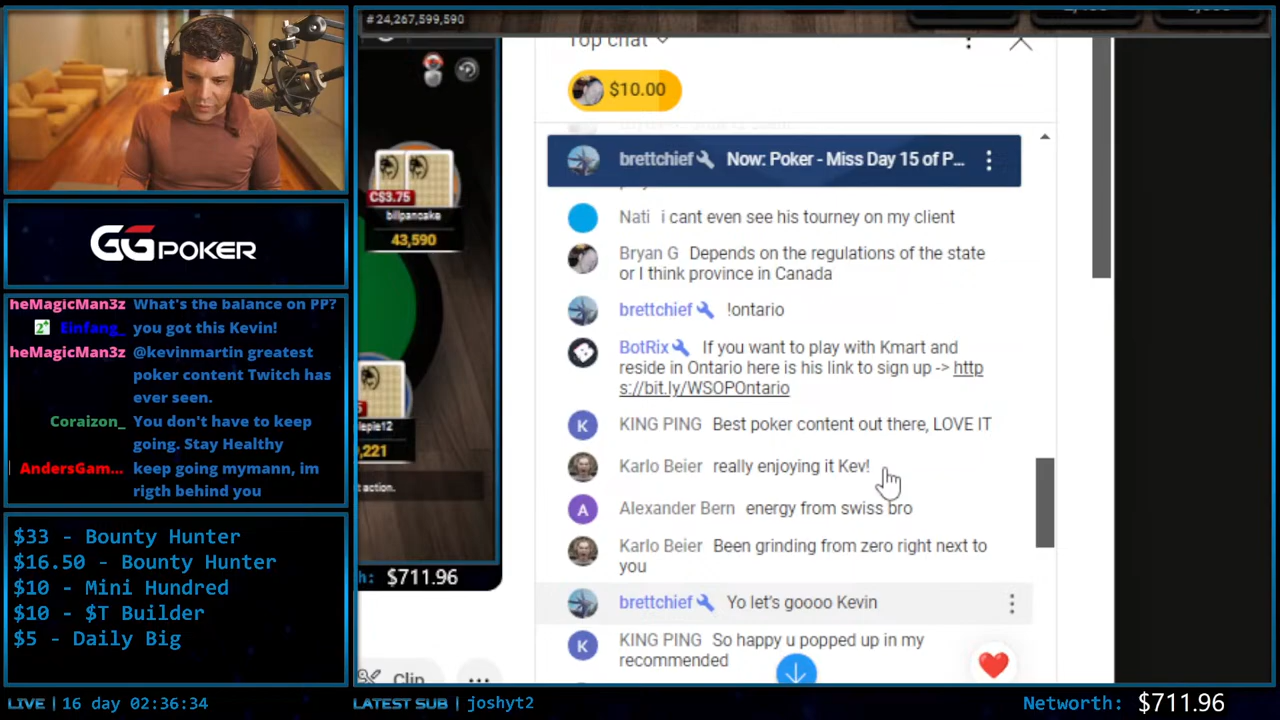 #24,267,599,590
Top chat
$10.00
brettchief Now: Poker - Miss Day 15 of P...
Nati i cant even see his tourney on my client
Bryan G Depends on the regulations of the state
or I think province in Canada
brettchief !ontario
BotRix If you want to play with Kmart and
reside in Ontario here is his link to sign up -> http
s://bit.ly/WSOPOntario
K KING PING Best poker content out there, LOVE IT
Karlo Beier really enjoying it Kev!
A Alexander Bern energy from swiss bro
Karlo Beier Been grinding from zero right next to
you
brettchief Yo let's goooo Kevin
K KING PING So happy u popped up in my
recommended
C$3.75
billpancake
43,590
lepie12
,221
t action.
h: $711.96
Clip
GGPOKER
heMagicMan3z What's the balance on PP?
2 Einfang_ you got this Kevin!
heMagicMan3z @kevinmartin greatest
poker content Twitch has
ever seen.
Coraizon_ You don't have to keep
going. Stay Healthy
AndersGam... keep going mymann, im
rigth behind you
$33 - Bounty Hunter
$16.50 - Bounty Hunter
$10 - Mini Hundred
$10 - $T Builder
$5 - Daily Big
LIVE | 16 day 02:36:34
LATEST SUB | joshyt2
Networth: $711.96